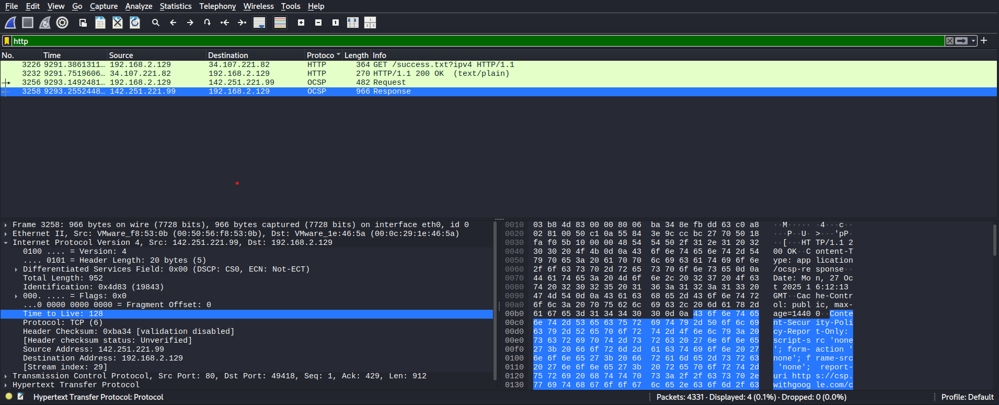 File Edit View Go Capture Analyze Statistics Telephony Wireless Tools Help
http
No. Time Source Destination Protoco Length Info
3226 9291.3861311… 192.168.2.129 34.107.221.82 HTTP 364 GET /success.txt?ipv4 HTTP/1.1
3232 9291.7519606… 34.107.221.82 192.168.2.129 HTTP 270 HTTP/1.1 200 OK  (text/plain)
3256 9293.1492481… 192.168.2.129 142.251.221.99 OCSP 482 Request
3258 9293.2552448… 142.251.221.99 192.168.2.129 OCSP 966 Response
Frame 3258: 966 bytes on wire (7728 bits), 966 bytes captured (7728 bits) on interface eth0, id 0
Ethernet II, Src: VMware_f8:53:0b (00:50:56:f8:53:0b), Dst: VMware_1e:46:5a (00:0c:29:1e:46:5a)
Internet Protocol Version 4, Src: 142.251.221.99, Dst: 192.168.2.129
0100 .... = Version: 4
.... 0101 = Header Length: 20 bytes (5)
Differentiated Services Field: 0x00 (DSCP: CS0, ECN: Not-ECT)
Total Length: 952
Identification: 0x4d83 (19843)
000. .... = Flags: 0x0
...0 0000 0000 0000 = Fragment Offset: 0
Time to Live: 128
Protocol: TCP (6)
Header Checksum: 0xba34 [validation disabled]
[Header checksum status: Unverified]
Source Address: 142.251.221.99
Destination Address: 192.168.2.129
[Stream index: 29]
Transmission Control Protocol, Src Port: 80, Dst Port: 49418, Seq: 1, Ack: 429, Len: 912
Hypertext Transfer Protocol
0010 03 b8 4d 83 00 00 80 06 ba 34 8e fb dd 63 c0 a8 ··M····· ·4···c··
0020 02 81 00 50 c1 0a 55 84 3e 9c cc bc 27 70 50 18 ···P··U· >···'pP·
0030 fa f0 5b 10 00 00 48 54 54 50 2f 31 2e 31 20 32 ··[···HT TP/1.1 2
0040 30 30 20 4f 4b 0d 0a 43 6f 6e 74 65 6e 74 2d 54 00 OK··C ontent-T
0050 79 70 65 3a 20 61 70 70 6c 69 63 61 74 69 6f 6e ype: app lication
0060 2f 6f 63 73 70 2d 72 65 73 70 6f 6e 73 65 0d 0a /ocsp-re sponse··
0070 44 61 74 65 3a 20 4d 6f 6e 2c 20 32 37 20 4f 63 Date: Mo n, 27 Oc
0080 74 20 32 30 32 35 20 31 36 3a 31 32 3a 31 33 20 t 2025 1 6:12:13
0090 47 4d 54 0d 0a 43 61 63 68 65 2d 43 6f 6e 74 72 GMT··Cac he-Contr
00a0 6f 6c 3a 20 70 75 62 6c 69 63 2c 20 6d 61 78 2d ol: publ ic, max-
00b0 61 67 65 3d 31 34 34 30 30 0d 0a 43 6f 6e 74 65 age=1440 0··Conte
00c0 6e 74 2d 53 65 63 75 72 69 74 79 2d 50 6f 6c 69 nt-Secur ity-Poli
00d0 63 79 2d 52 65 70 6f 72 74 2d 4f 6e 6c 79 3a 20 cy-Repor t-Only:
00e0 73 63 72 69 70 74 2d 73 72 63 20 27 6e 6f 6e 65 script-s rc 'none
00f0 27 3b 20 66 6f 72 6d 2d 61 63 74 69 6f 6e 20 27 '; form- action '
0100 6e 6f 6e 65 27 3b 20 66 72 61 6d 65 2d 73 72 63 none'; f rame-src
0110 20 27 6e 6f 6e 65 27 3b 20 72 65 70 6f 72 74 2d 'none'; report-
0120 75 72 69 20 68 74 74 70 73 3a 2f 2f 63 73 70 2e uri http s://csp.
0130 77 69 74 68 67 6f 6f 67 6c 65 2e 63 6f 6d 2f 63 withgoog le.com/c
Hypertext Transfer Protocol: Protocol Packets: 4331 · Displayed: 4 (0.1%) · Dropped: 0 (0.0%) Profile: Default